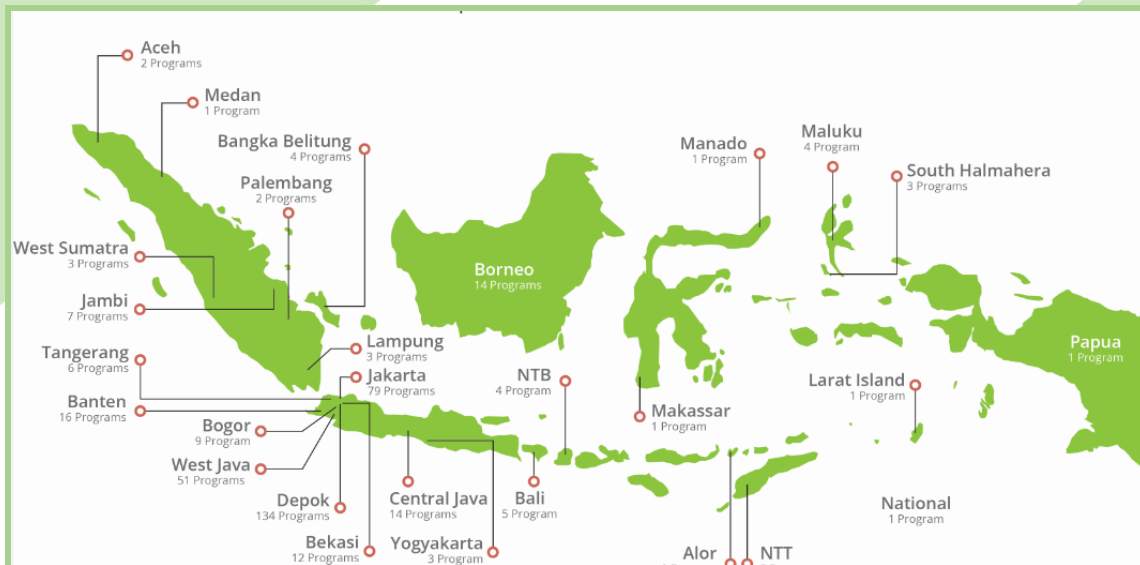 Aceh
2 Programs
Medan
1 Program
Bangka Belitung
4 Programs
Palembang
2 Programs
West Sumatra
3 Programs
Jambi
7 Programs
Tangerang
6 Programs
Banten
16 Programs
Bogor
9 Program
West Java
51 Programs
Depok
134 Programs
Bekasi
12 Programs
Lampung
3 Programs
Jakarta
79 Programs
Central Java
14 Programs
Yogyakarta
3 Program
Bali
5 Program
NTB
4 Program
Borneo
14 Programs
Manado
1 Program
Maluku
4 Program
South Halmahera
3 Programs
Makassar
1 Program
Larat Island
1 Program
Papua
1 Program
National
1 Program
Alor
NTT